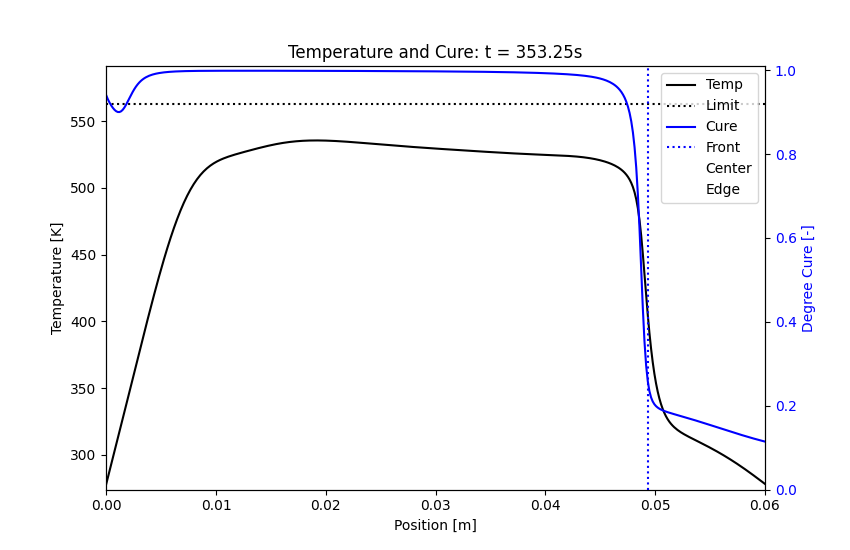 Temperature and Cure: t = 353.25s
Temp
Limit
Cure
Front
Center
Edge
550
500
450
400
350
300
Temperature [K]
1.0
0.8
0.6
0.4
0.2
0.0
Degree Cure [-]
0.00
0.01
0.02
0.03
0.04
0.05
0.06
Position [m]